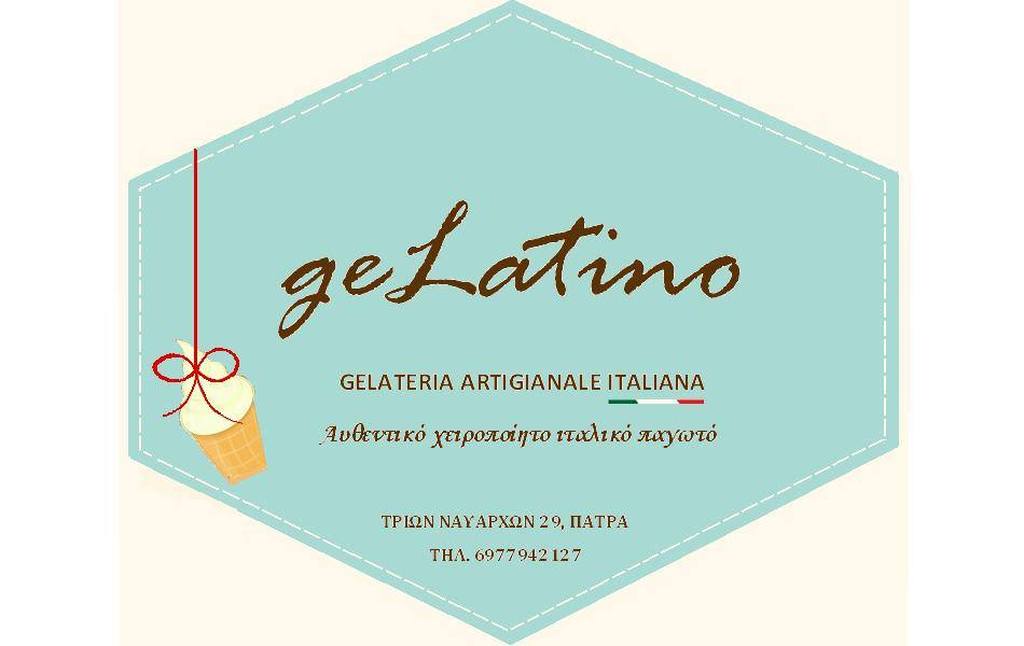 geLatino
GELATERIA ARTIGIANALE ITALIANA
Αυθεντικό χειροποίητο ιταλικό παγωτό
ΤΡΙΩΝ ΝΑΥΑΡΧΩΝ 29, ΠΑΤΡΑ
ΤΗΛ. 6977942127